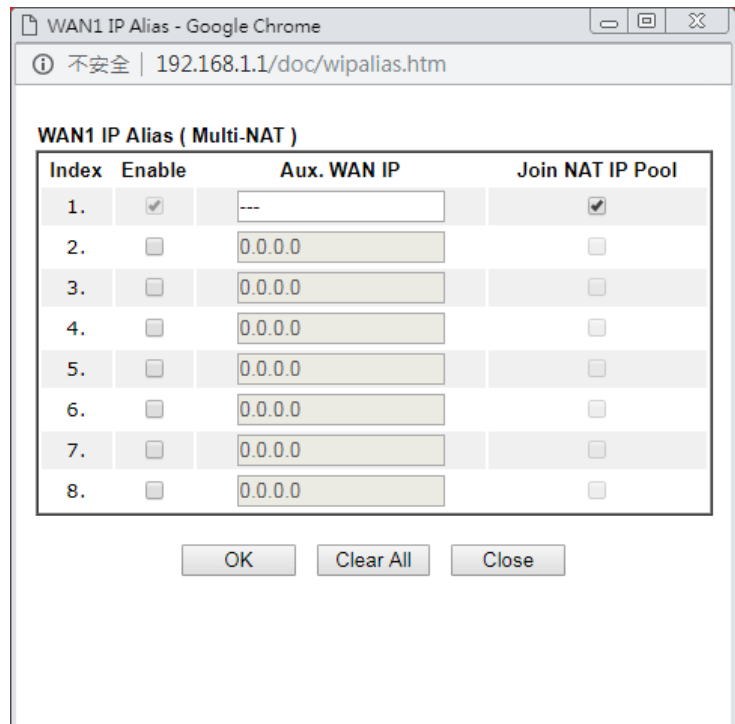 WAN1 IP Alias - Google Chrome
不安全 | 192.168.1.1/doc/wipalias.htm
WAN1 IP Alias ( Multi-NAT )
Index Enable Aux. WAN IP Join NAT IP Pool
1. ---
2. 0.0.0.0
3. 0.0.0.0
4. 0.0.0.0
5. 0.0.0.0
6. 0.0.0.0
7. 0.0.0.0
8. 0.0.0.0
OK Clear All Close